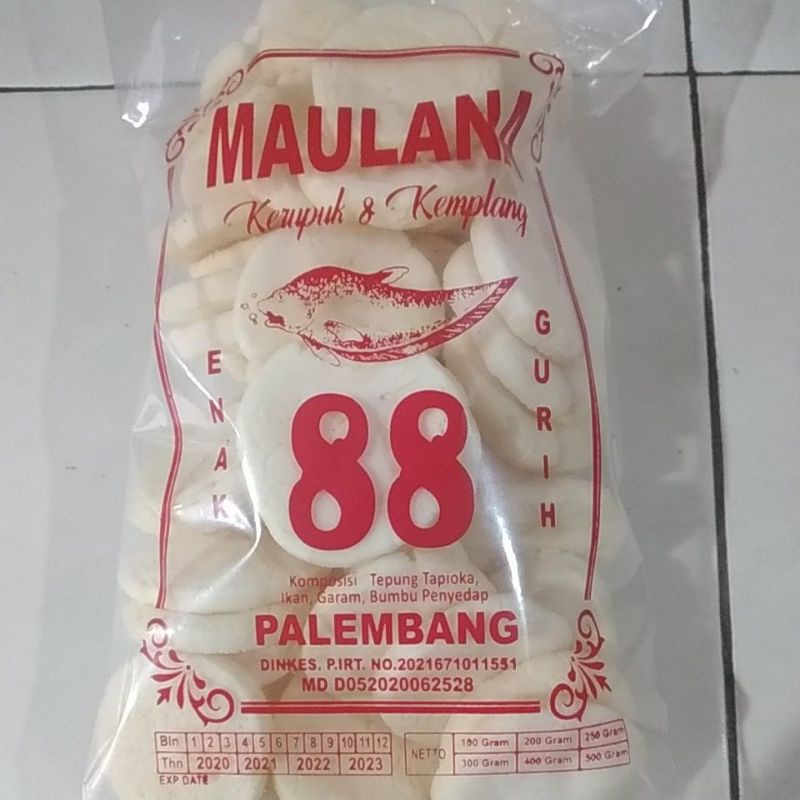 MAULANA
Kerupuk & Kemplang
ENAK
GURIH
88
Komposisi Tepung Tapioka,
Ikan, Garam, Bumbu Penyedap
PALEMBANG
DINKES. P.IRT. NO.2021671011551
MD D052020062528
Bln 1 2 3 4 5 6 7 8 9 10 11 12
Thn 2020 2021 2022 2023
EXP DATE
NETTO 100 Gram 200 Gram 250 Gram
300 Gram 400 Gram 500 Gram